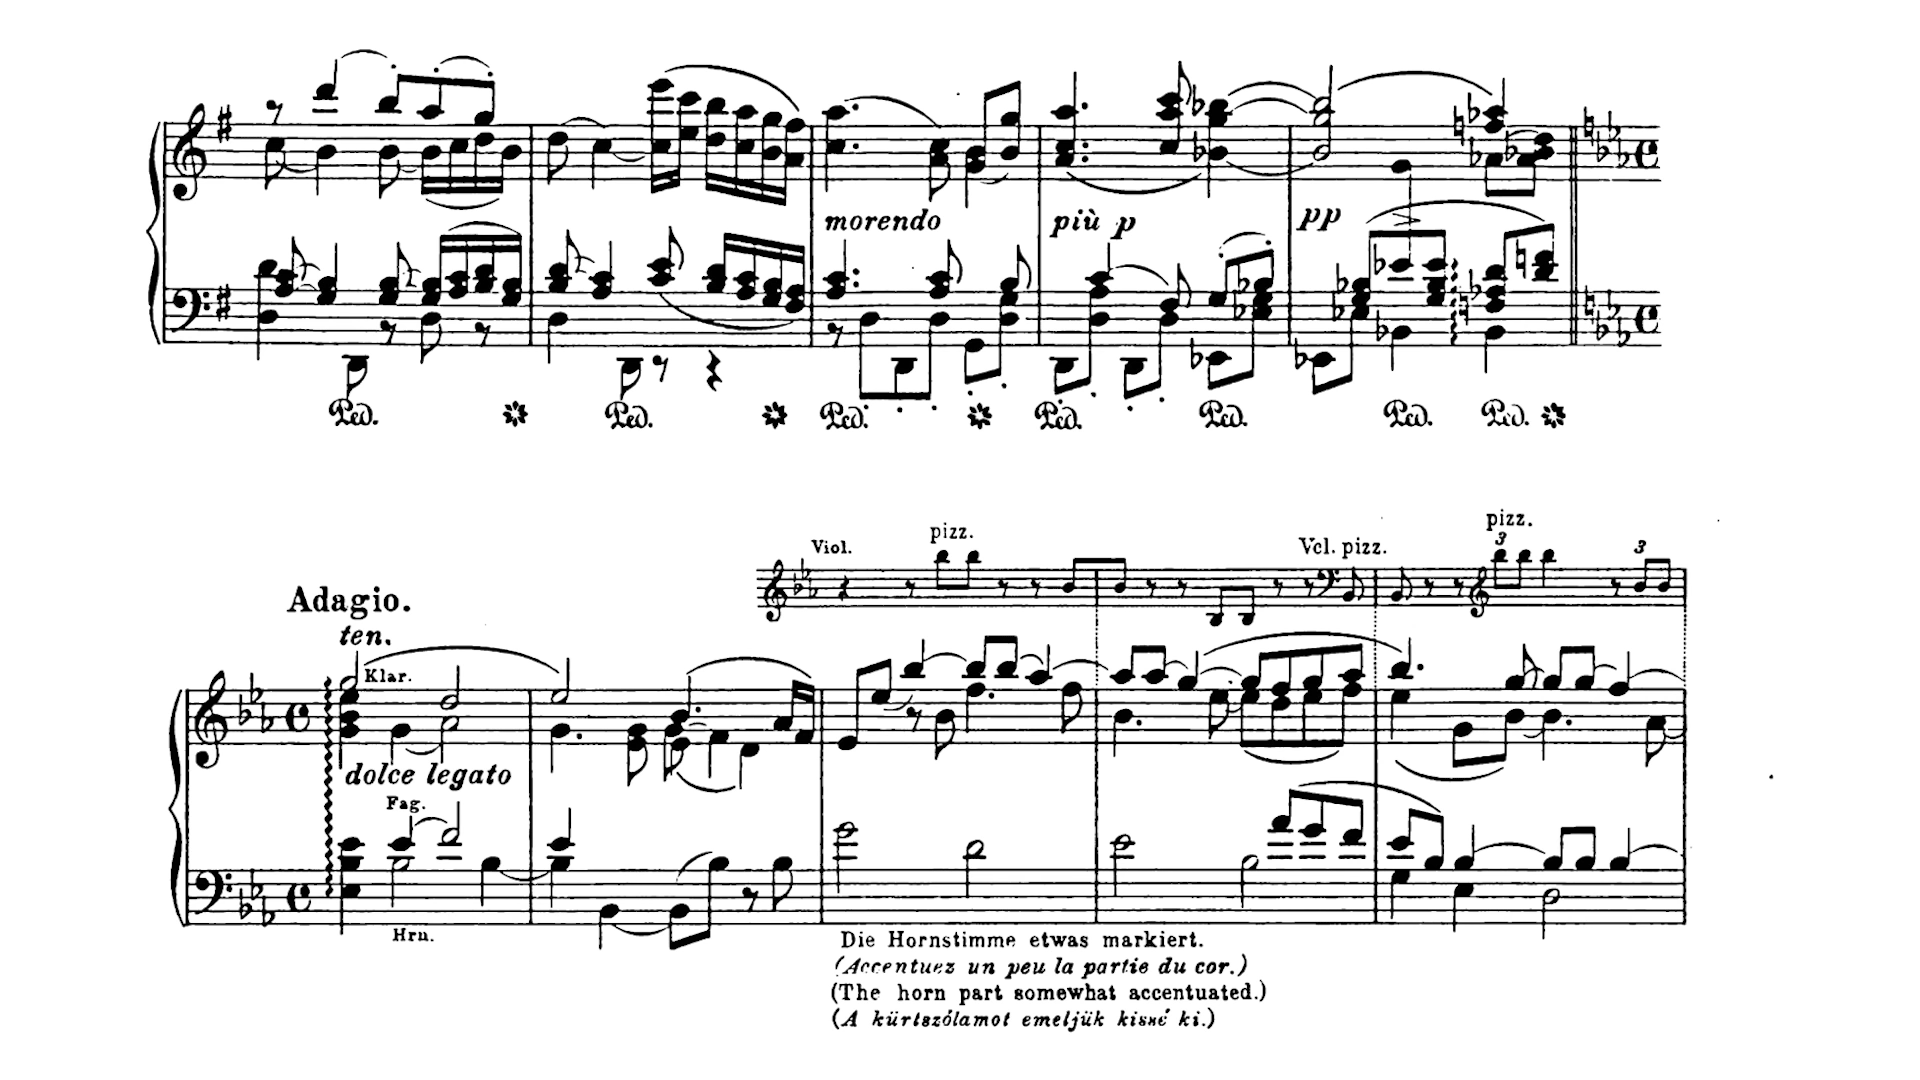 morendo più p pp
Ped. Ped. Ped. Ped. Ped. Ped. Ped.
pizz.
Viol. pizz. Vcl. pizz. 3 3
Adagio.
ten.
Klar.
dolce legato
Fag.
Hrn.
Die Hornstimme etwas markiert.
(Accentuez un peu la partie du cor.)
(The horn part somewhat accentuated.)
(A kürtszólamot emeljük kissé ki.)